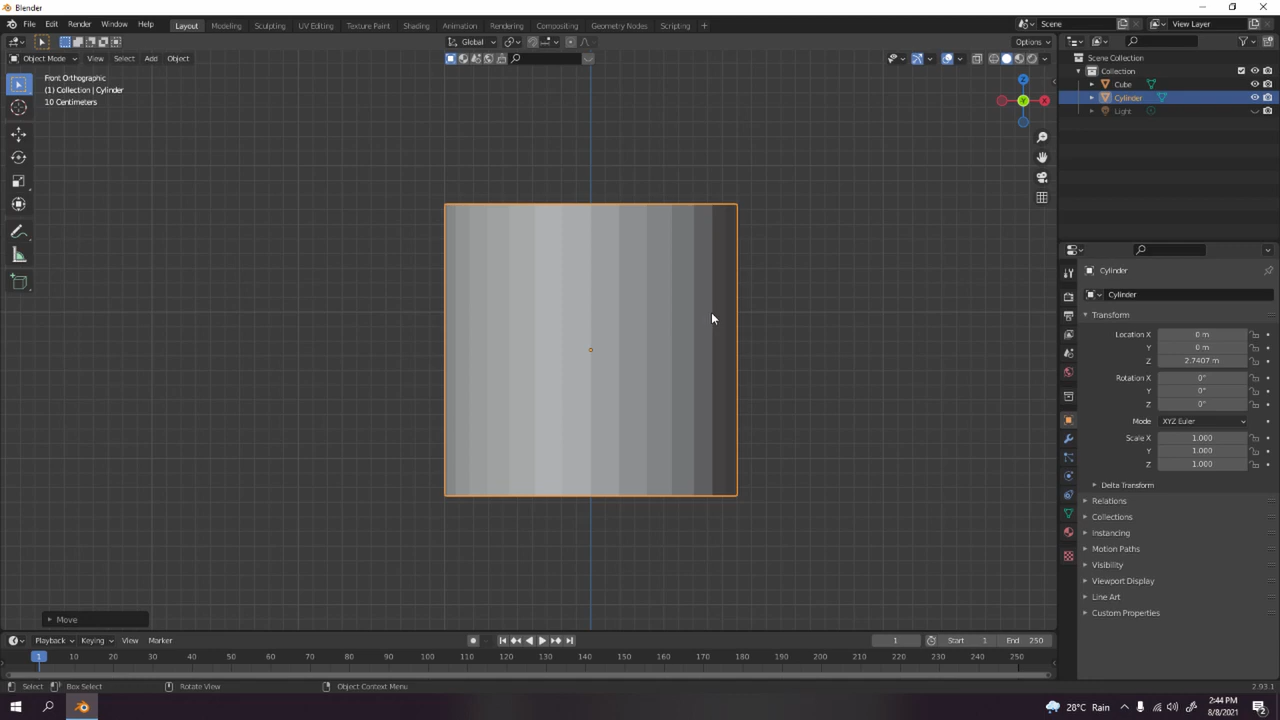 Blender
File Edit Render Window Help Layout Modeling Sculpting UV Editing Texture Paint Shading Animation Rendering Compositing Geometry Nodes Scripting + Scene View Layer
Global Options
Object Mode View Select Add Object
Front Orthographic
(1) Collection | Cylinder
10 Centimeters
Z
X
Y
Move
Scene Collection
Collection
Cube
Cylinder
Light
Cylinder
Cylinder
Transform
Location X 0 m
Y 0 m
Z 2.7407 m
Rotation X 0°
Y 0°
Z 0°
Mode XYZ Euler
Scale X 1.000
Y 1.000
Z 1.000
Delta Transform
Relations
Collections
Instancing
Motion Paths
Visibility
Viewport Display
Line Art
Custom Properties
Playback Keying View Marker 1 Start 1 End 250
1 10 20 30 40 50 60 70 80 90 100 110 120 130 140 150 160 170 180 190 200 210 220 230 240 250
Select Box Select Rotate View Object Context Menu 2.93.1
28°C Rain 2:44 PM
8/8/2021
2